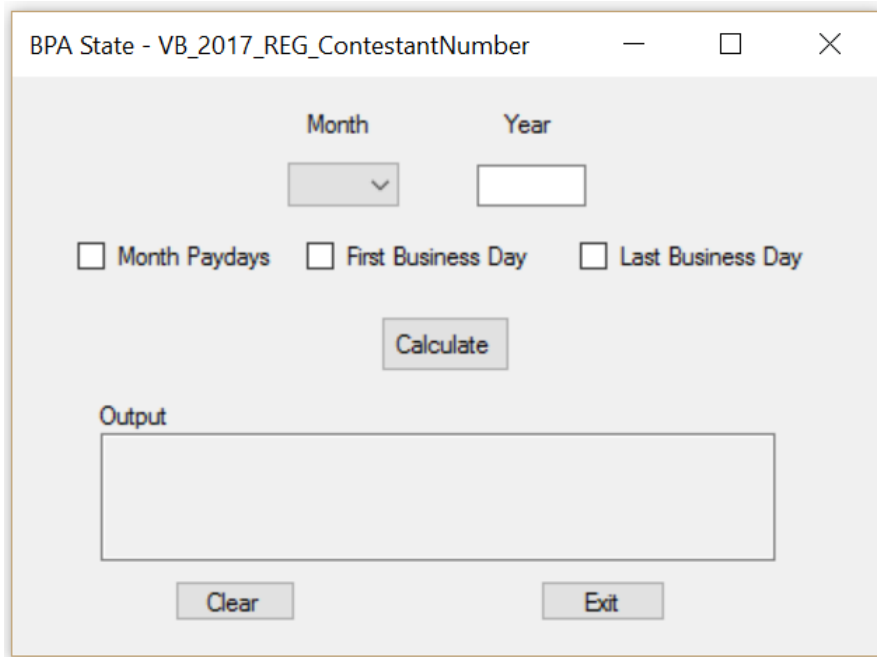 BPA State - VB_2017_REG_ContestantNumber
Month Year
Month Paydays First Business Day Last Business Day
Calculate
Output
Clear Exit